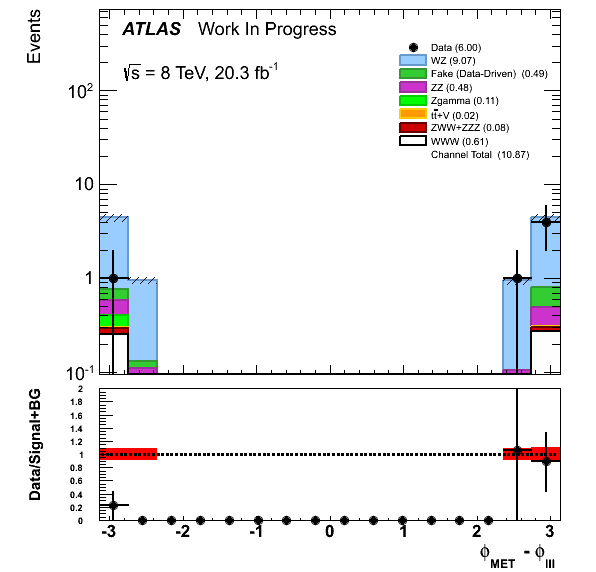 Events
ATLAS Work In Progress
√s = 8 TeV, 20.3 fb⁻¹
Data (6.00)
WZ (9.07)
Fake (Data-Driven) (0.49)
ZZ (0.48)
Zgamma (0.11)
tt̄+V (0.02)
ZWW+ZZZ (0.08)
WWW (0.61)
Channel Total (10.87)
10²
10
1
10⁻¹
Data/Signal+BG
2
1.8
1.6
1.4
1.2
1
0.8
0.6
0.4
0.2
0
-3 -2 -1 0 1 2 3
ϕMET - ϕlll